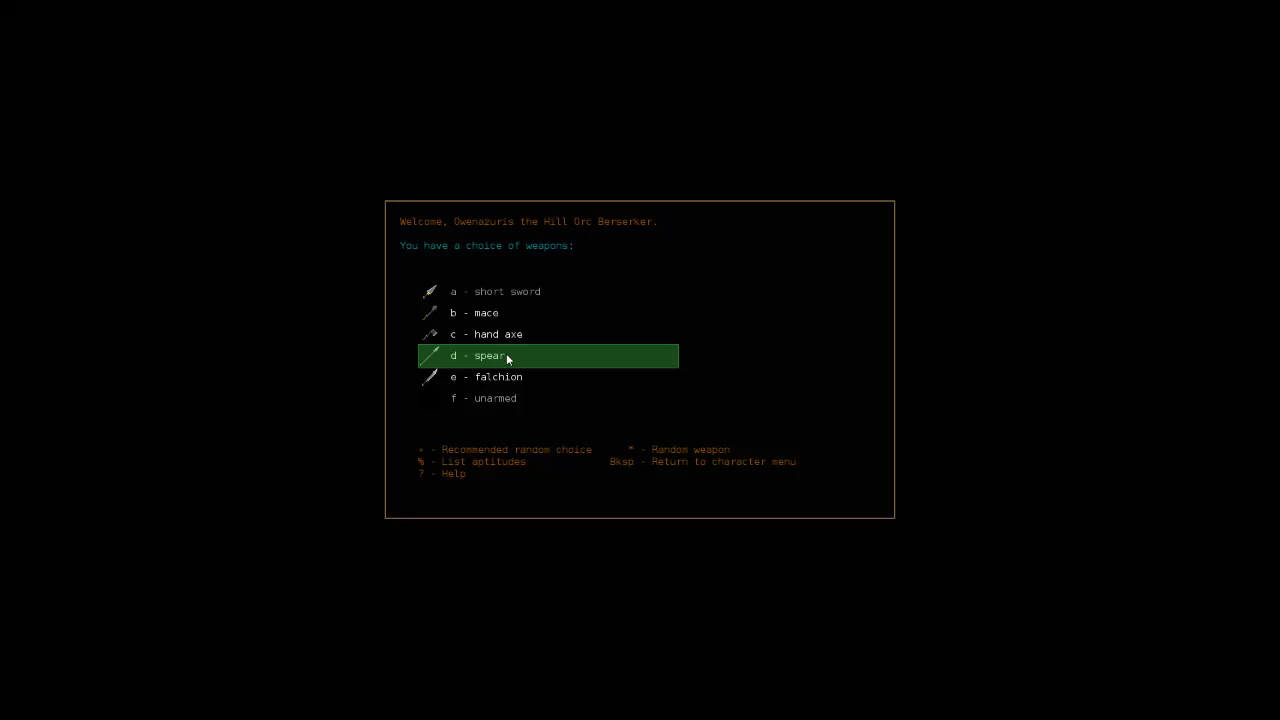 Welcome, Owenazuris the Hill Orc Berserker.
You have a choice of weapons:
a - short sword
b - mace
c - hand axe
d - spear
e - falchion
f - unarmed
+ - Recommended random choice * - Random weapon
% - List aptitudes Bksp - Return to character menu
? - Help